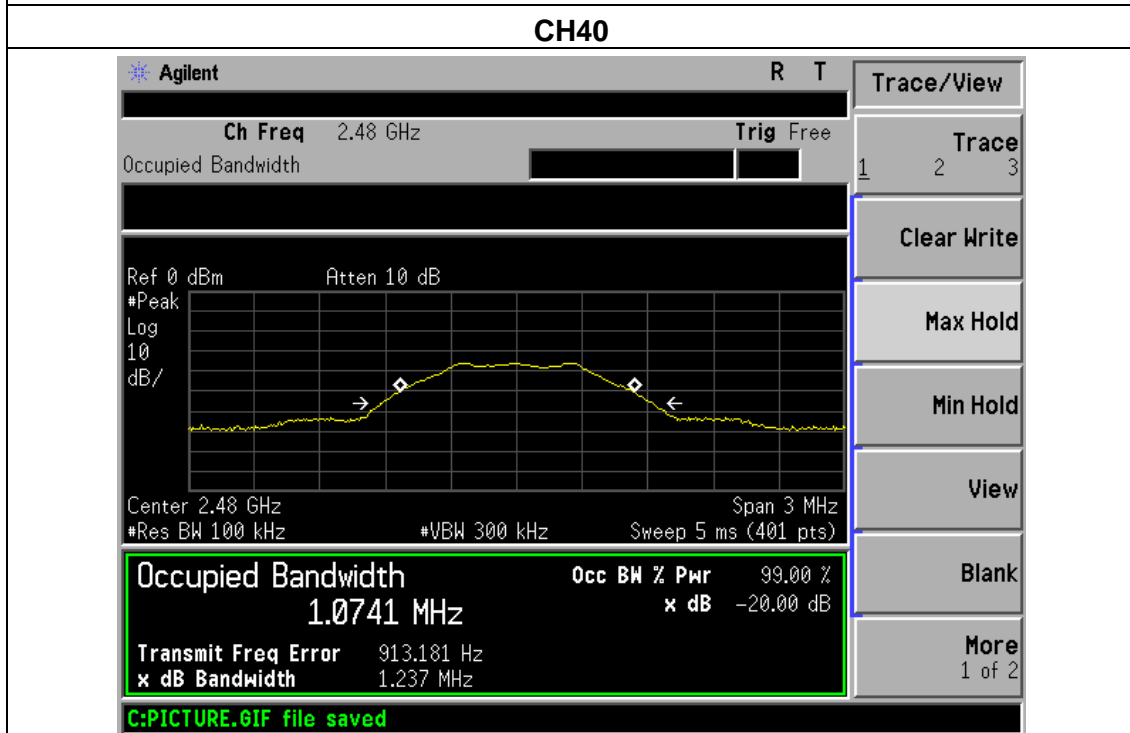 CH40
Agilent R T
Trace/View
Ch Freq 2.48 GHz Trig Free
Occupied Bandwidth
Trace
1 2 3
Clear Write
Ref 0 dBm Atten 10 dB
#Peak
Log
10
dB/
Max Hold
Min Hold
View
Center 2.48 GHz Span 3 MHz
#Res BW 100 kHz #VBW 300 kHz Sweep 5 ms (401 pts)
Occupied Bandwidth Occ BW % Pwr 99.00 %
1.0741 MHz x dB -20.00 dB
Blank
Transmit Freq Error 913.181 Hz
x dB Bandwidth 1.237 MHz
More
1 of 2
C:PICTURE.GIF file saved